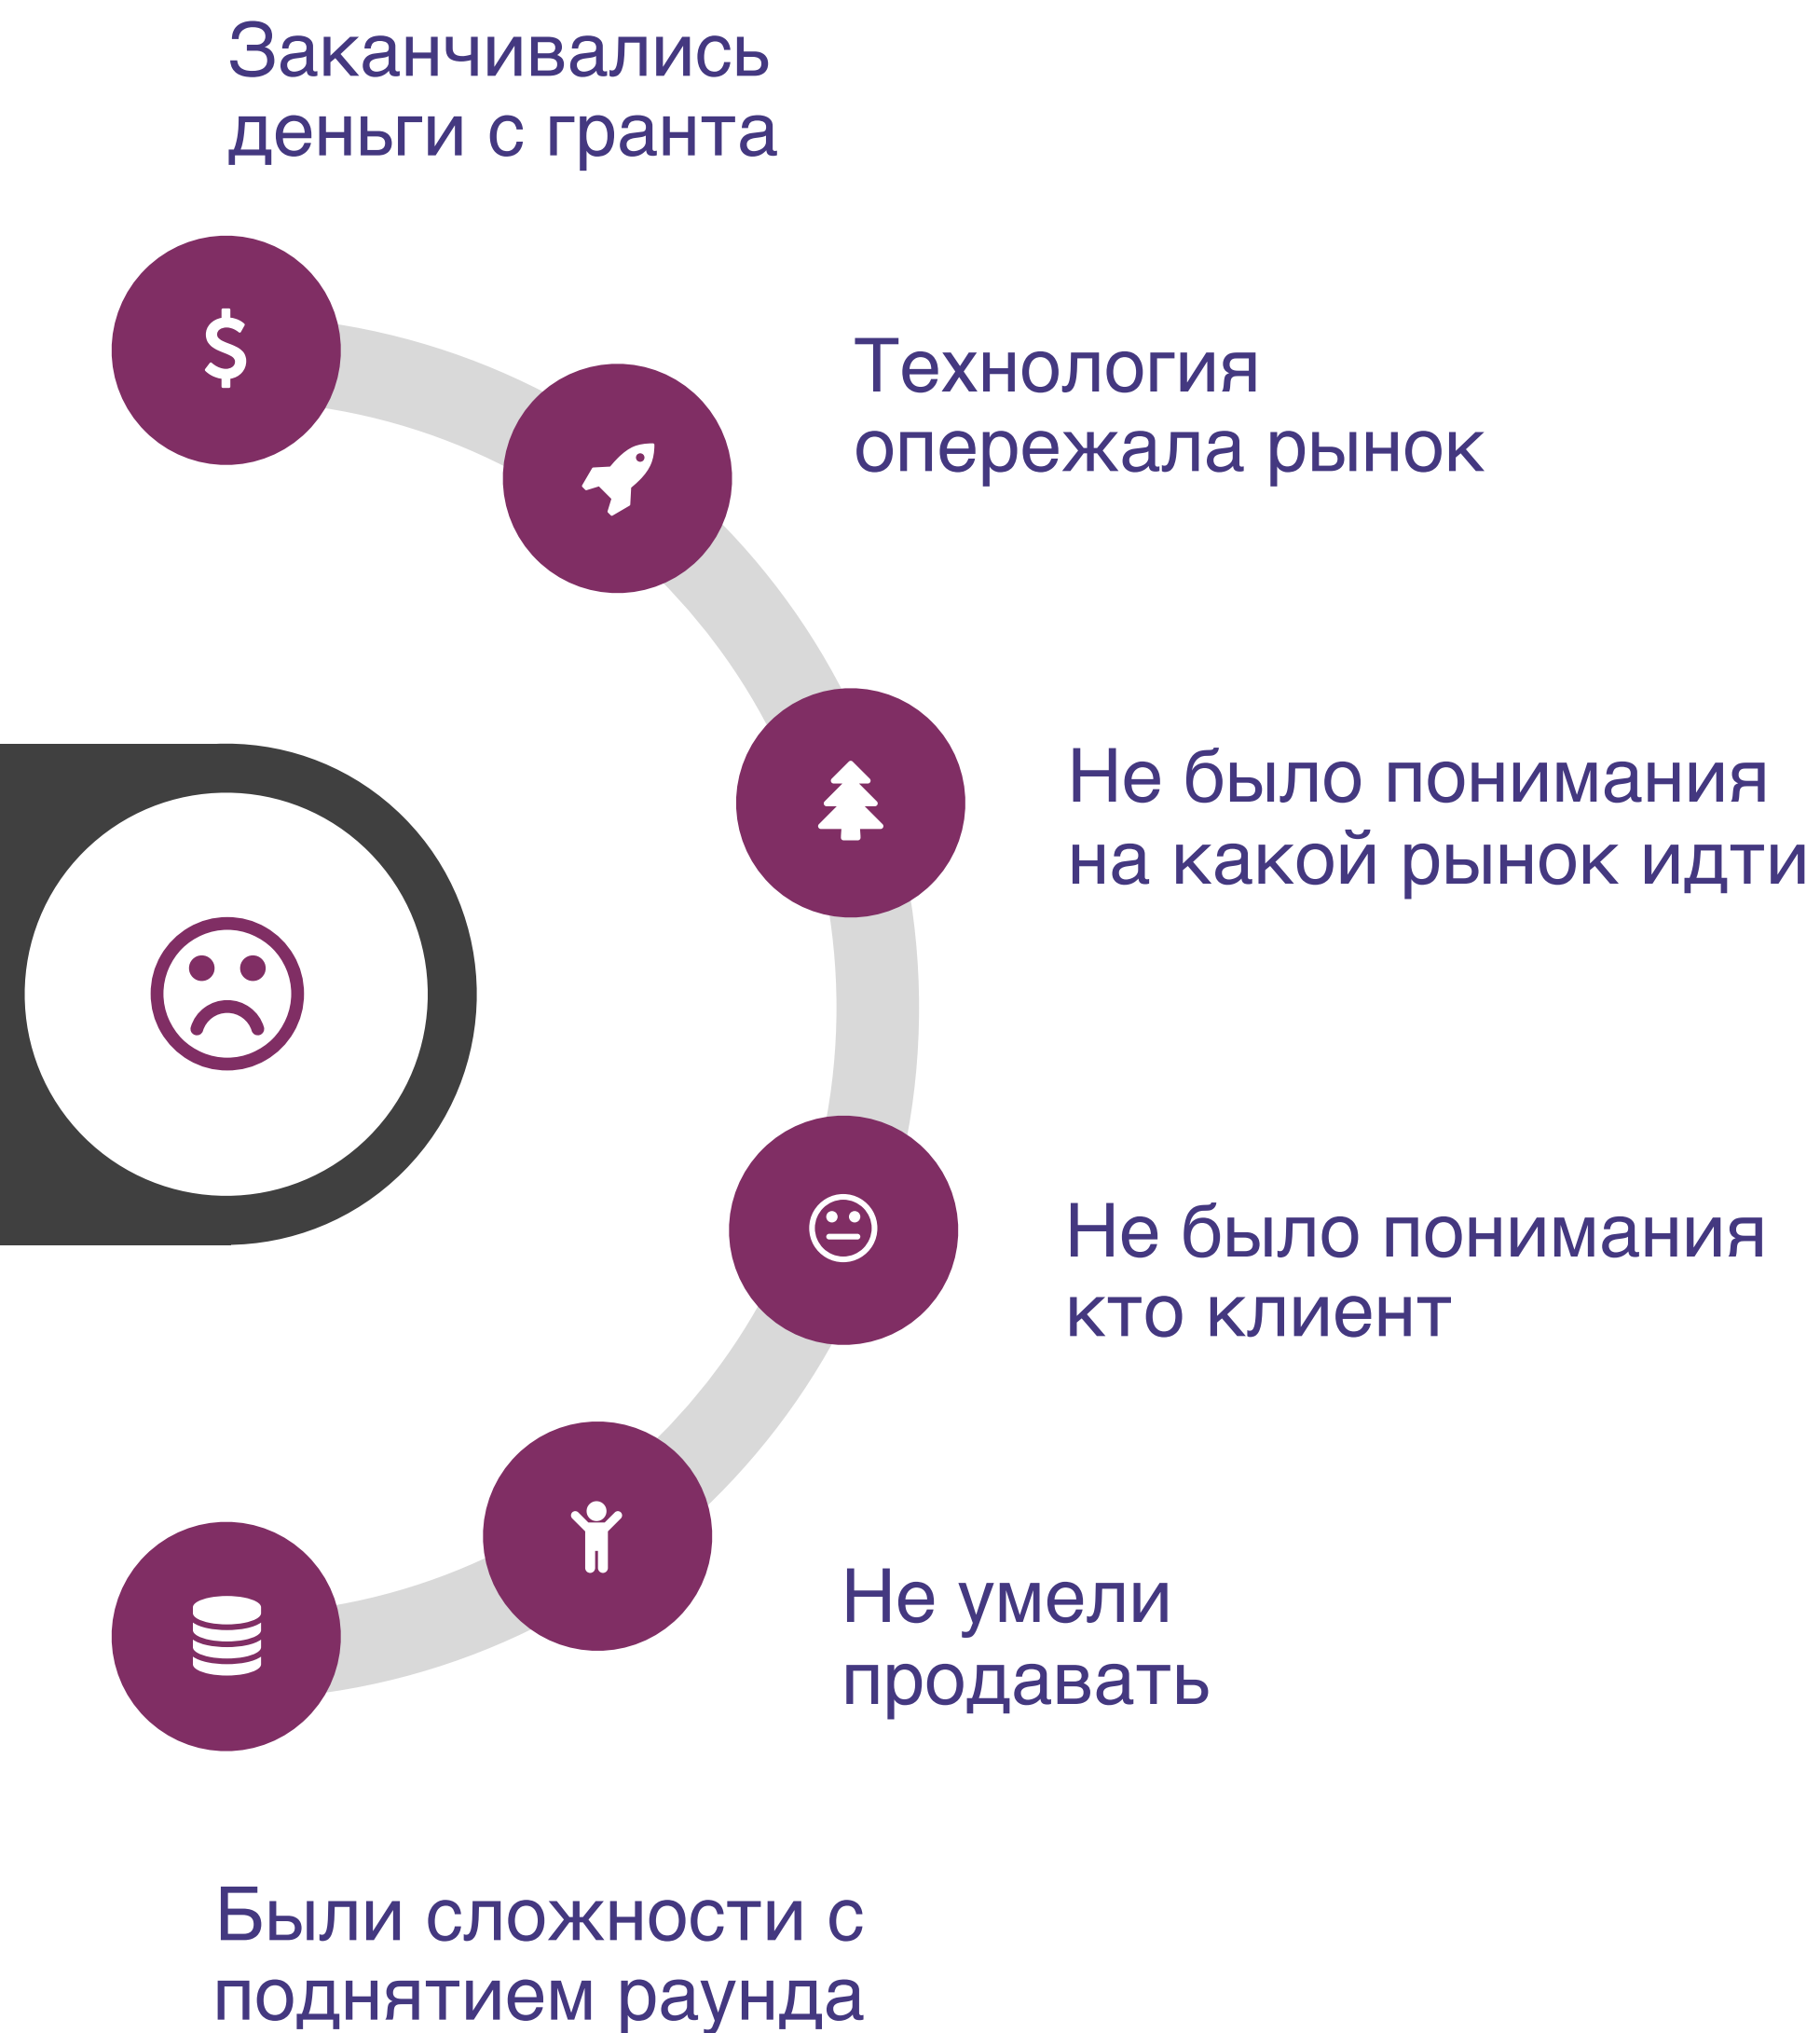 Заканчивались
деньги с гранта
Технология
опережала рынок
Не было понимания
на какой рынок идти
Не было понимания
кто клиент
Не умели
продавать
Были сложности с
поднятием раунда